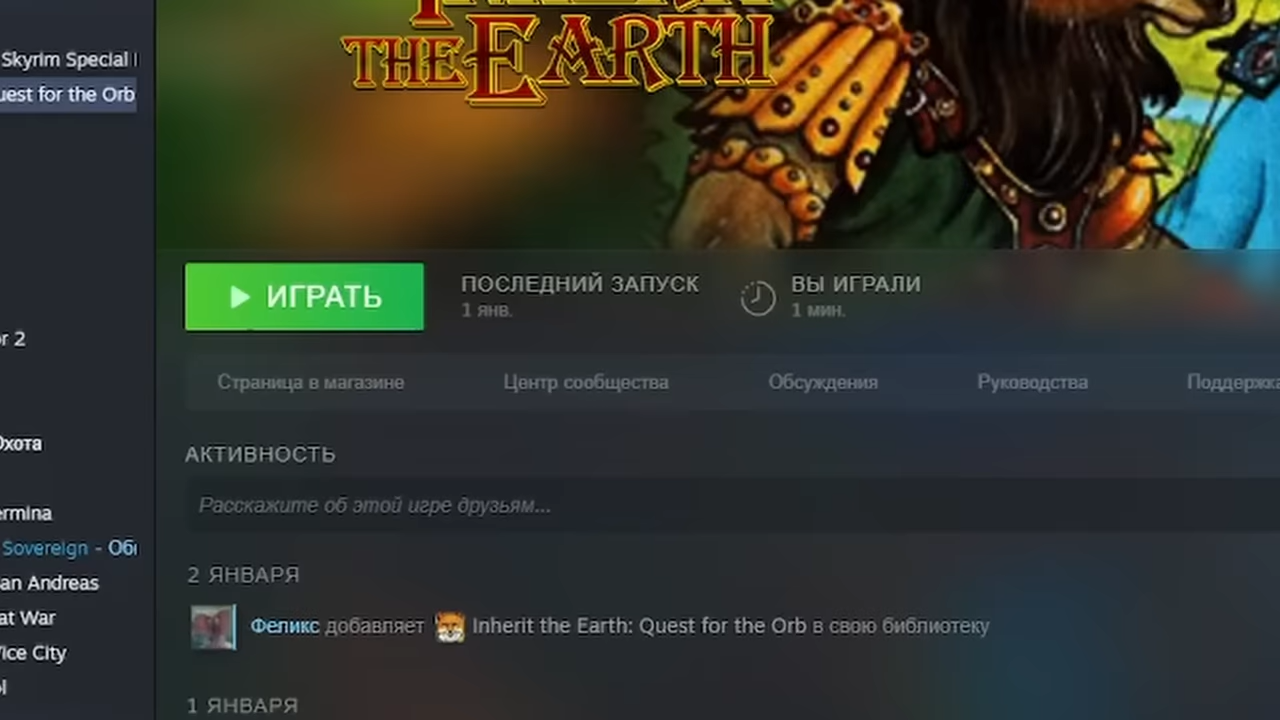 THE EARTH
Skyrim Special
uest for the Orb
ИГРАТЬ
ПОСЛЕДНИЙ ЗАПУСК
1 янв.
ВЫ ИГРАЛИ
1 мин.
r 2
Страница в магазине
Центр сообщества
Обсуждения
Руководства
Поддержка
Охота
АКТИВНОСТЬ
Расскажите об этой игре друзьям...
ermina
Sovereign - Обн
an Andreas
2 ЯНВАРЯ
at War
Феликс добавляет Inherit the Earth: Quest for the Orb в свою библиотеку
Vice City
1 ЯНВАРЯ